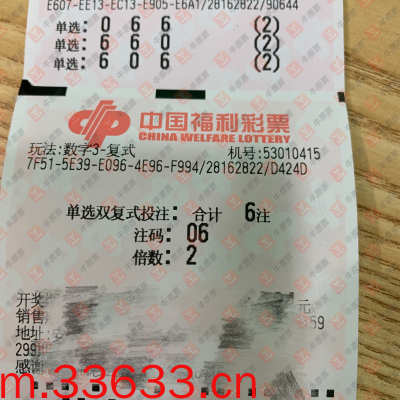 E607-EE13-EC13-E905-E6A1/28162822/90644
单选: 0 6 6 (2)
单选: 6 6 0 (2)
单选: 6 0 6 (2)
中国福利彩票
CHINA WELFARE LOTTERY
玩法:数字3-复式 机号:53010415
7F51-5E39-E096-4E96-F994/28162822/D424D
单选双复式投注: 合计 6注
注码: 06
倍数: 2
开奖 元
销售 59
地址:
299
感谢
m.33633.cn